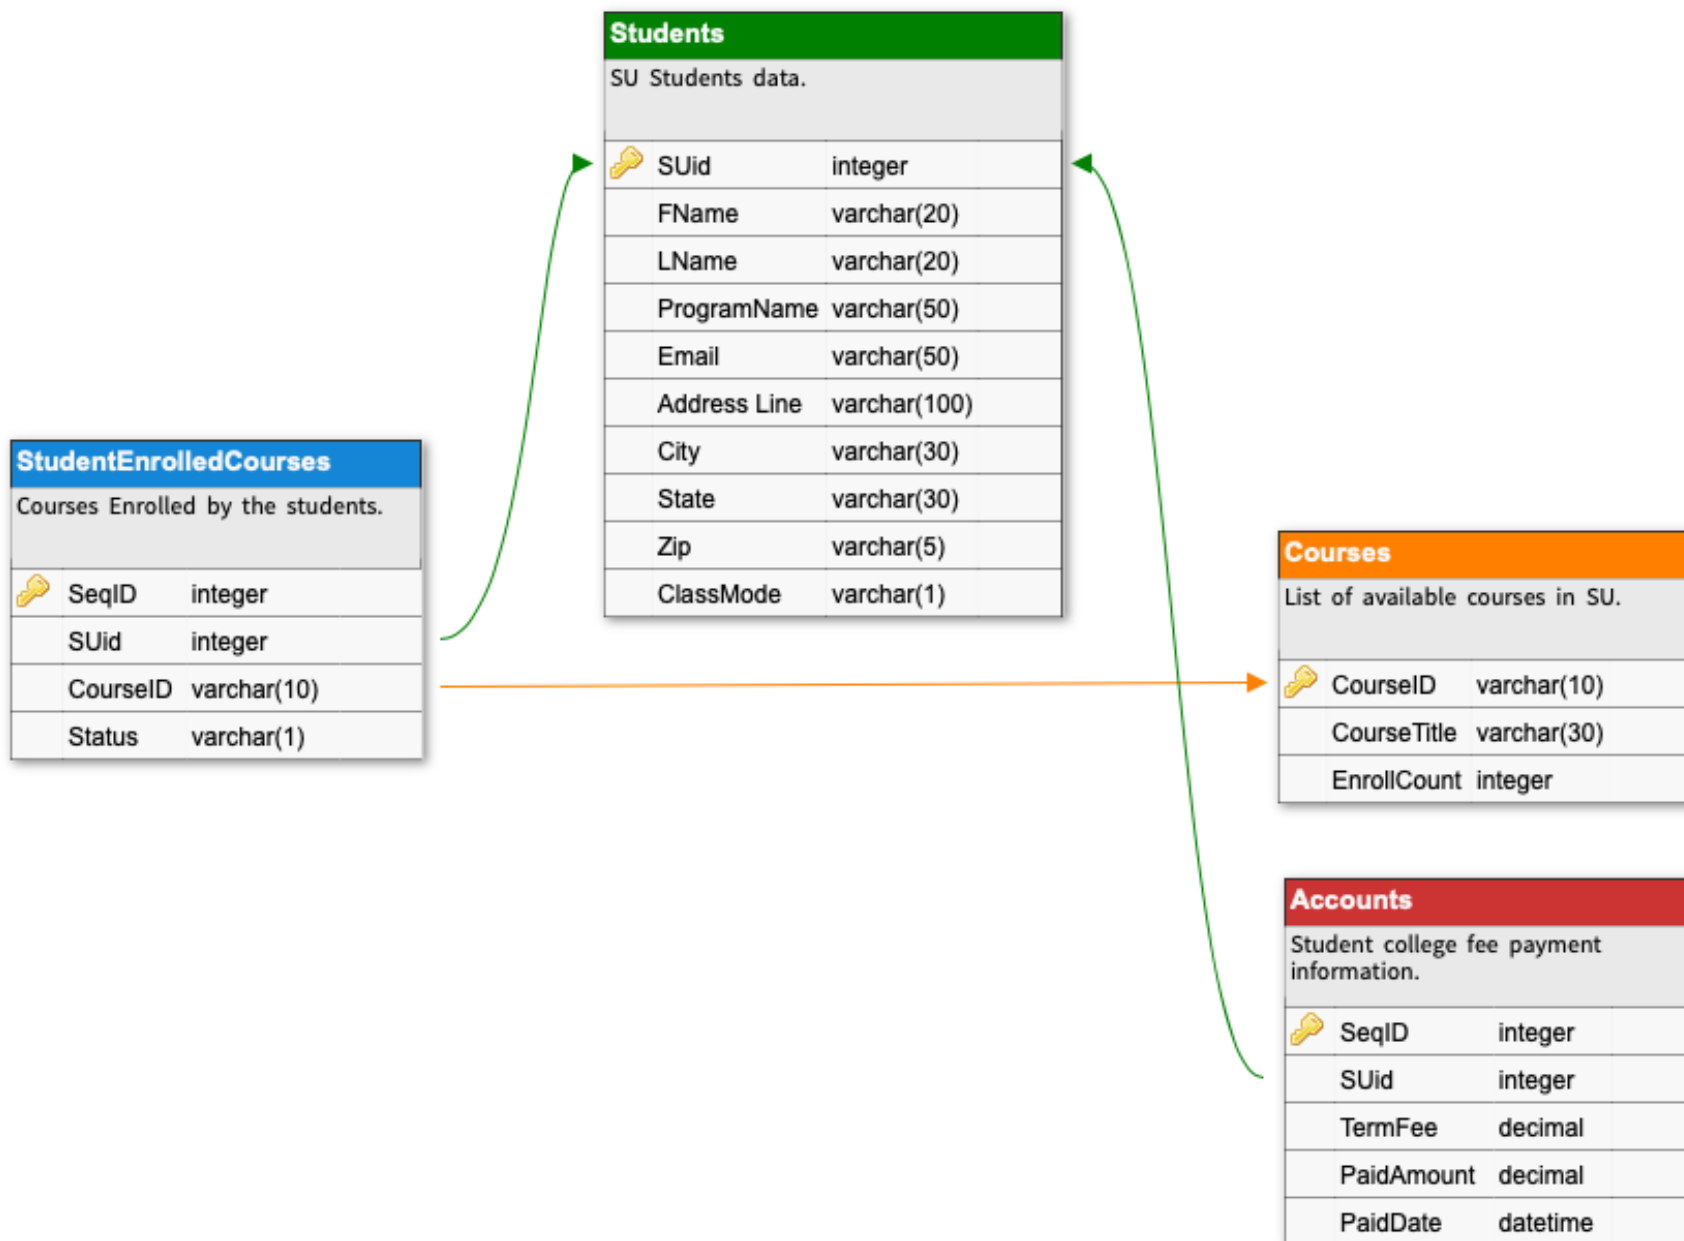 Students
SU Students data.
SUid integer
FName varchar(20)
LName varchar(20)
ProgramName varchar(50)
Email varchar(50)
Address Line varchar(100)
City varchar(30)
State varchar(30)
Zip varchar(5)
ClassMode varchar(1)
StudentEnrolledCourses
Courses Enrolled by the students.
SeqID integer
SUid integer
CourseID varchar(10)
Status varchar(1)
Courses
List of available courses in SU.
CourseID varchar(10)
CourseTitle varchar(30)
EnrollCount integer
Accounts
Student college fee payment
information.
SeqID integer
SUid integer
TermFee decimal
PaidAmount decimal
PaidDate datetime